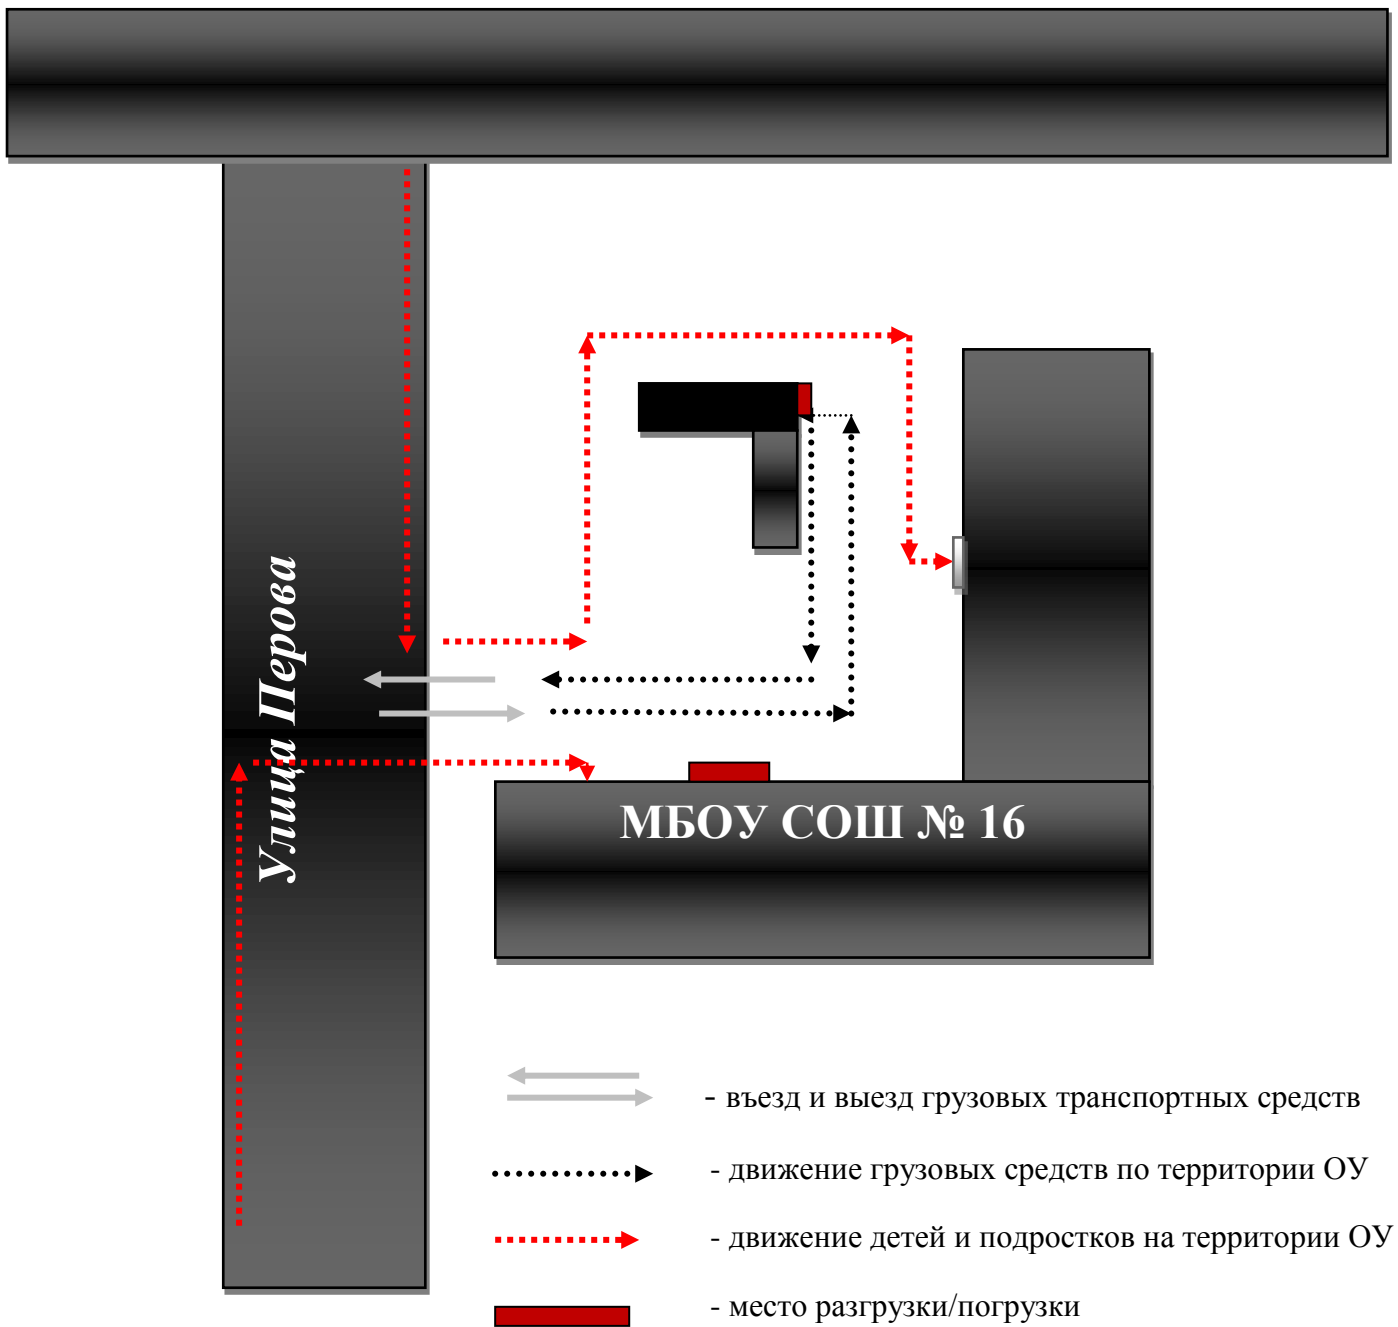 Улица Перова
МБОУ СОШ № 16
- въезд и выезд грузовых транспортных средств
- движение грузовых средств по территории ОУ
- движение детей и подростков на территории ОУ
- место разгрузки/погрузки